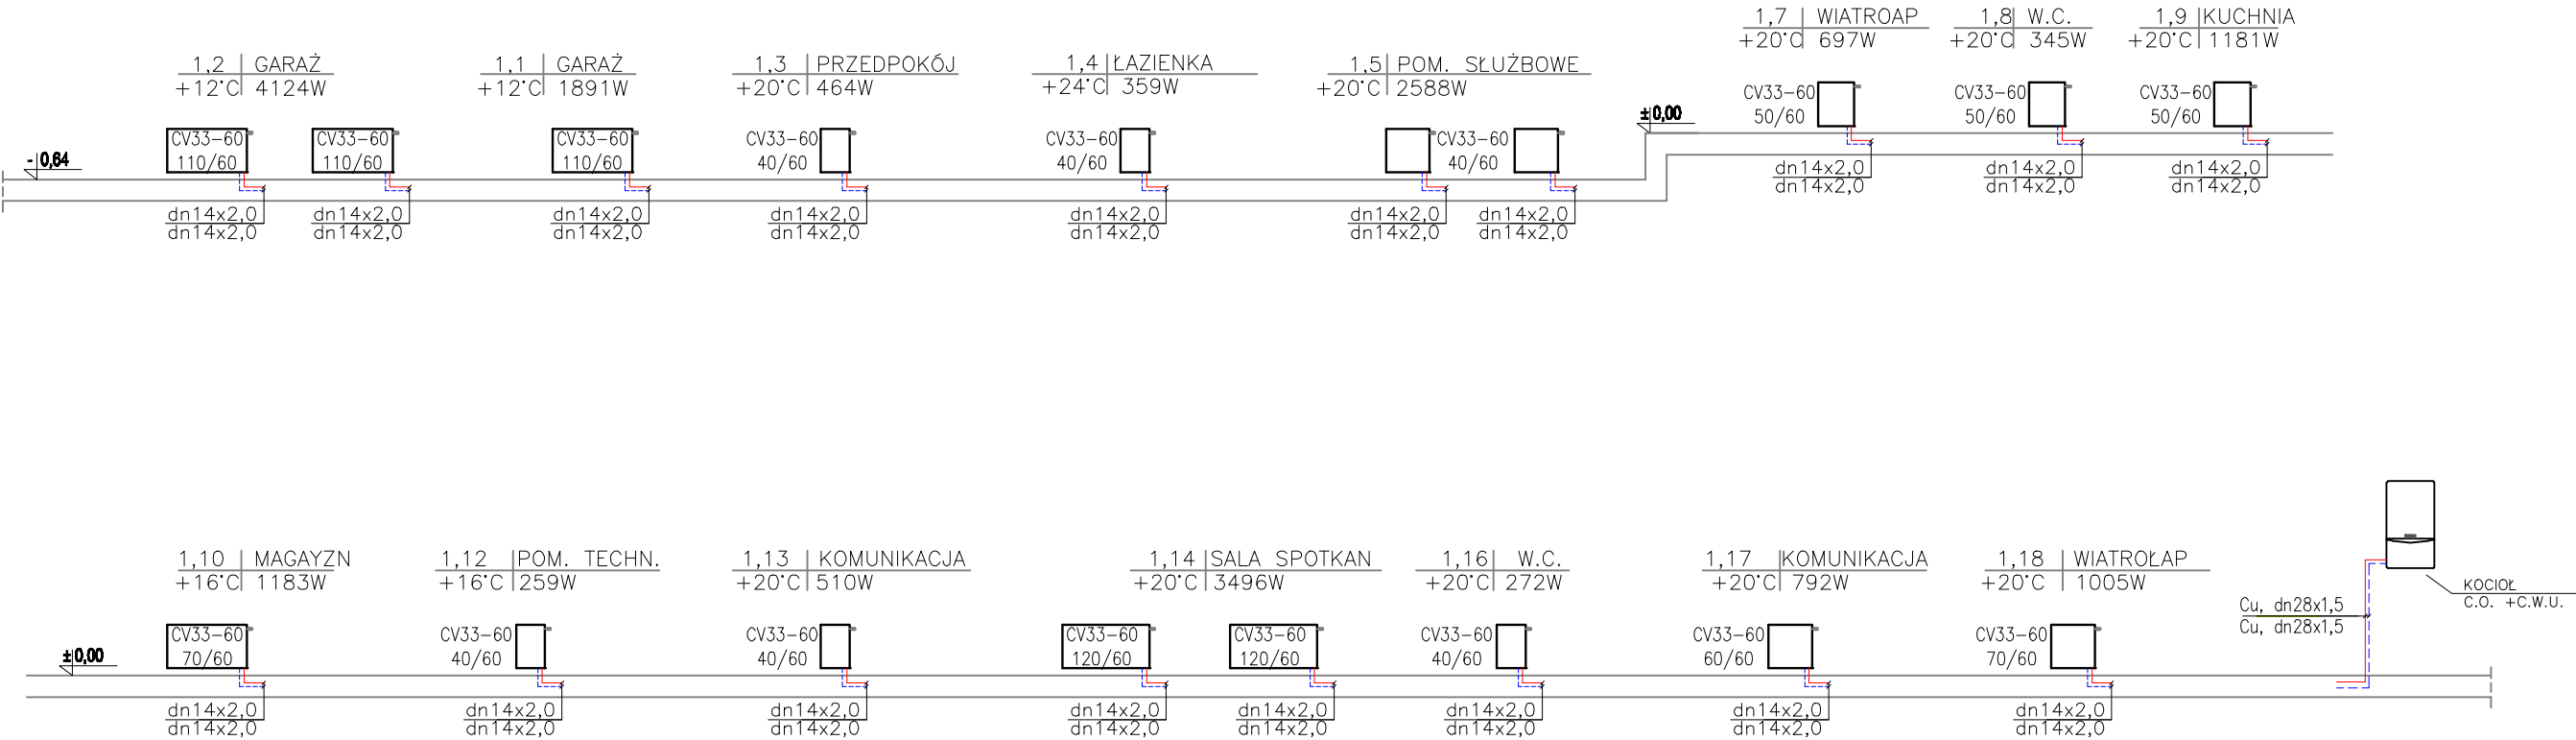 1,2 GARAŻ
+12°C 4124W
CV33-60
110/60
CV33-60
110/60
dn14x2,0
dn14x2,0
dn14x2,0
dn14x2,0
- 0,64
1,1 GARAŻ
+12°C 1891W
CV33-60
110/60
dn14x2,0
dn14x2,0
1,3 PRZEDPOKÓJ
+20°C 464W
CV33-60
40/60
dn14x2,0
dn14x2,0
1,4 ŁAZIENKA
+24°C 359W
CV33-60
40/60
dn14x2,0
dn14x2,0
1,5 POM. SŁUŻBOWE
+20°C 2588W
CV33-60
40/60
dn14x2,0
dn14x2,0
dn14x2,0
dn14x2,0
±0,00
1,7 WIATROAP
+20°C 697W
CV33-60
50/60
dn14x2,0
dn14x2,0
1,8 W.C.
+20°C 345W
CV33-60
50/60
dn14x2,0
dn14x2,0
1,9 KUCHNIA
+20°C 1181W
CV33-60
50/60
dn14x2,0
dn14x2,0
1,10 MAGAYZN
+16°C 1183W
CV33-60
70/60
±0,00
dn14x2,0
dn14x2,0
1,12 POM. TECHN.
+16°C 259W
CV33-60
40/60
dn14x2,0
dn14x2,0
1,13 KOMUNIKACJA
+20°C 510W
CV33-60
40/60
dn14x2,0
dn14x2,0
1,14 SALA SPOTKAN
+20°C 3496W
CV33-60
120/60
CV33-60
120/60
dn14x2,0
dn14x2,0
dn14x2,0
dn14x2,0
1,16 W.C.
+20°C 272W
CV33-60
40/60
dn14x2,0
dn14x2,0
1,17 KOMUNIKACJA
+20°C 792W
CV33-60
60/60
dn14x2,0
dn14x2,0
1,18 WIATROŁAP
+20°C 1005W
CV33-60
70/60
dn14x2,0
dn14x2,0
Cu, dn28x1,5
Cu, dn28x1,5
KOCIOŁ
C.O. +C.W.U.